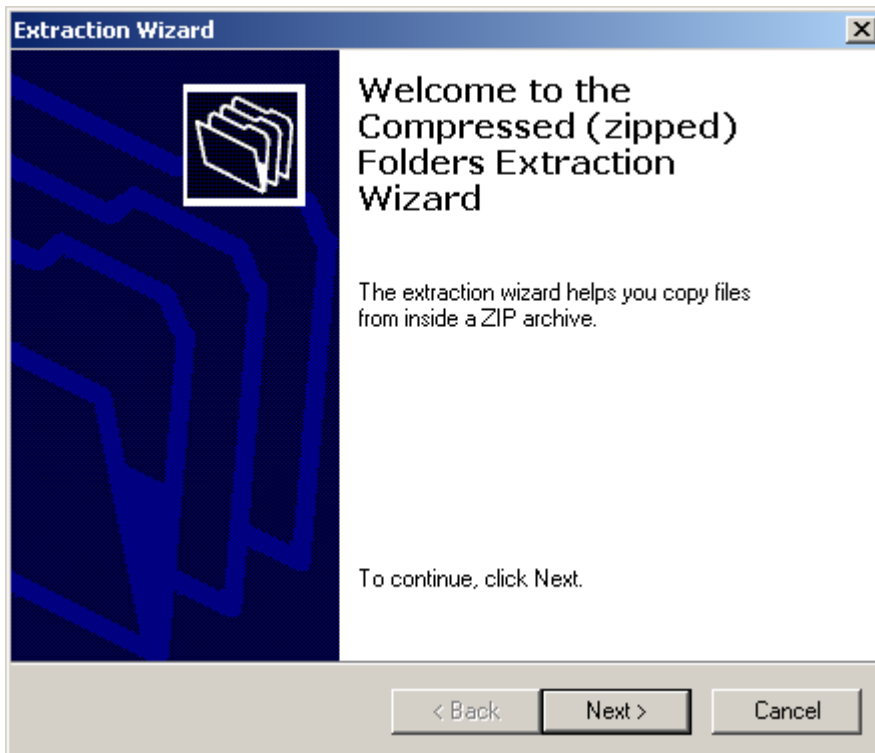 Extraction Wizard
Welcome to the
Compressed (zipped)
Folders Extraction
Wizard
The extraction wizard helps you copy files
from inside a ZIP archive.
To continue, click Next.
< Back
Next >
Cancel